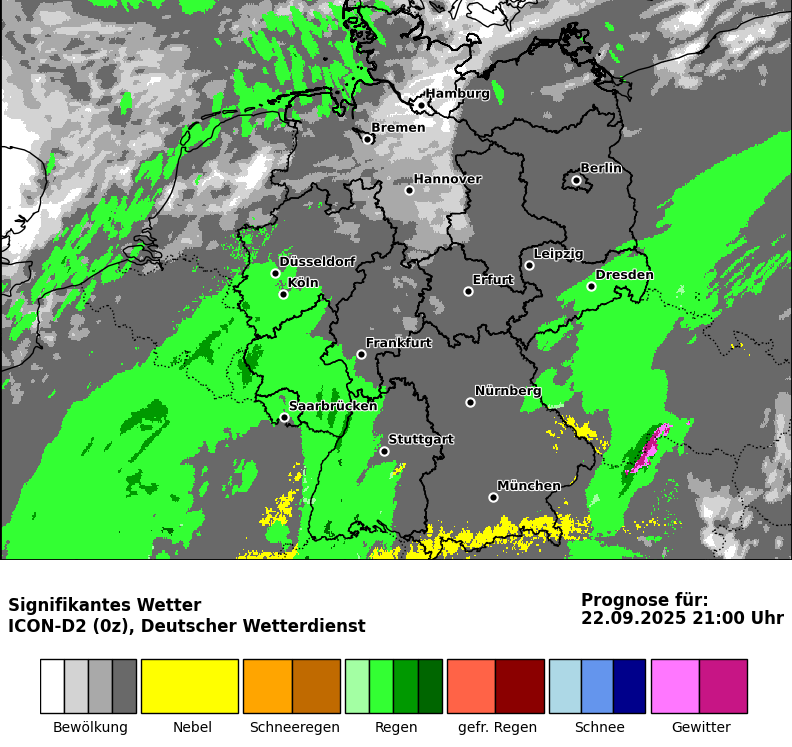 Hamburg
Bremen
Berlin
Hannover
Leipzig
Düsseldorf
Dresden
Köln
Erfurt
Frankfurt
Nürnberg
Saarbrücken
Stuttgart
München
Signifikantes Wetter
ICON-D2 (0z), Deutscher Wetterdienst
Prognose für:
22.09.2025 21:00 Uhr
Bewölkung Nebel Schneeregen Regen gefr. Regen Schnee Gewitter